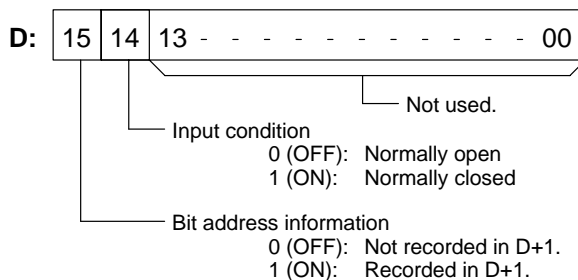 D: 15 14 13 - - - - - - - - - - - - 00
Not used.
Input condition
0 (OFF): Normally open
1 (ON): Normally closed
Bit address information
0 (OFF): Not recorded in D+1.
1 (ON): Recorded in D+1.